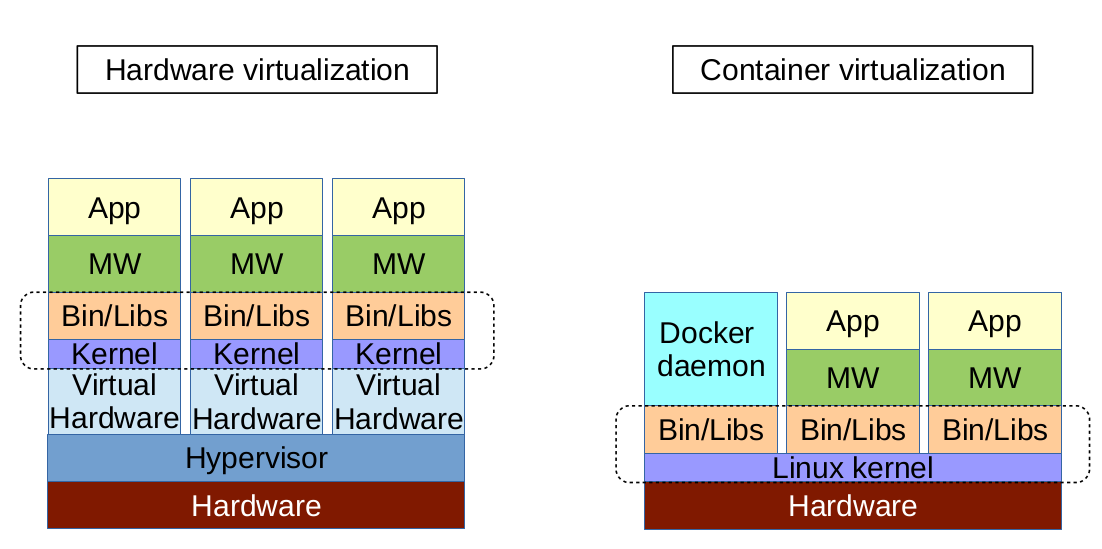 Hardware virtualization
App App App
MW MW MW
Bin/Libs Bin/Libs Bin/Libs
Kernel Kernel Kernel
Virtual Virtual Virtual
Hardware Hardware Hardware
Hypervisor
Hardware
Container virtualization
Docker
daemon
App App
MW MW
Bin/Libs Bin/Libs Bin/Libs
Linux kernel
Hardware